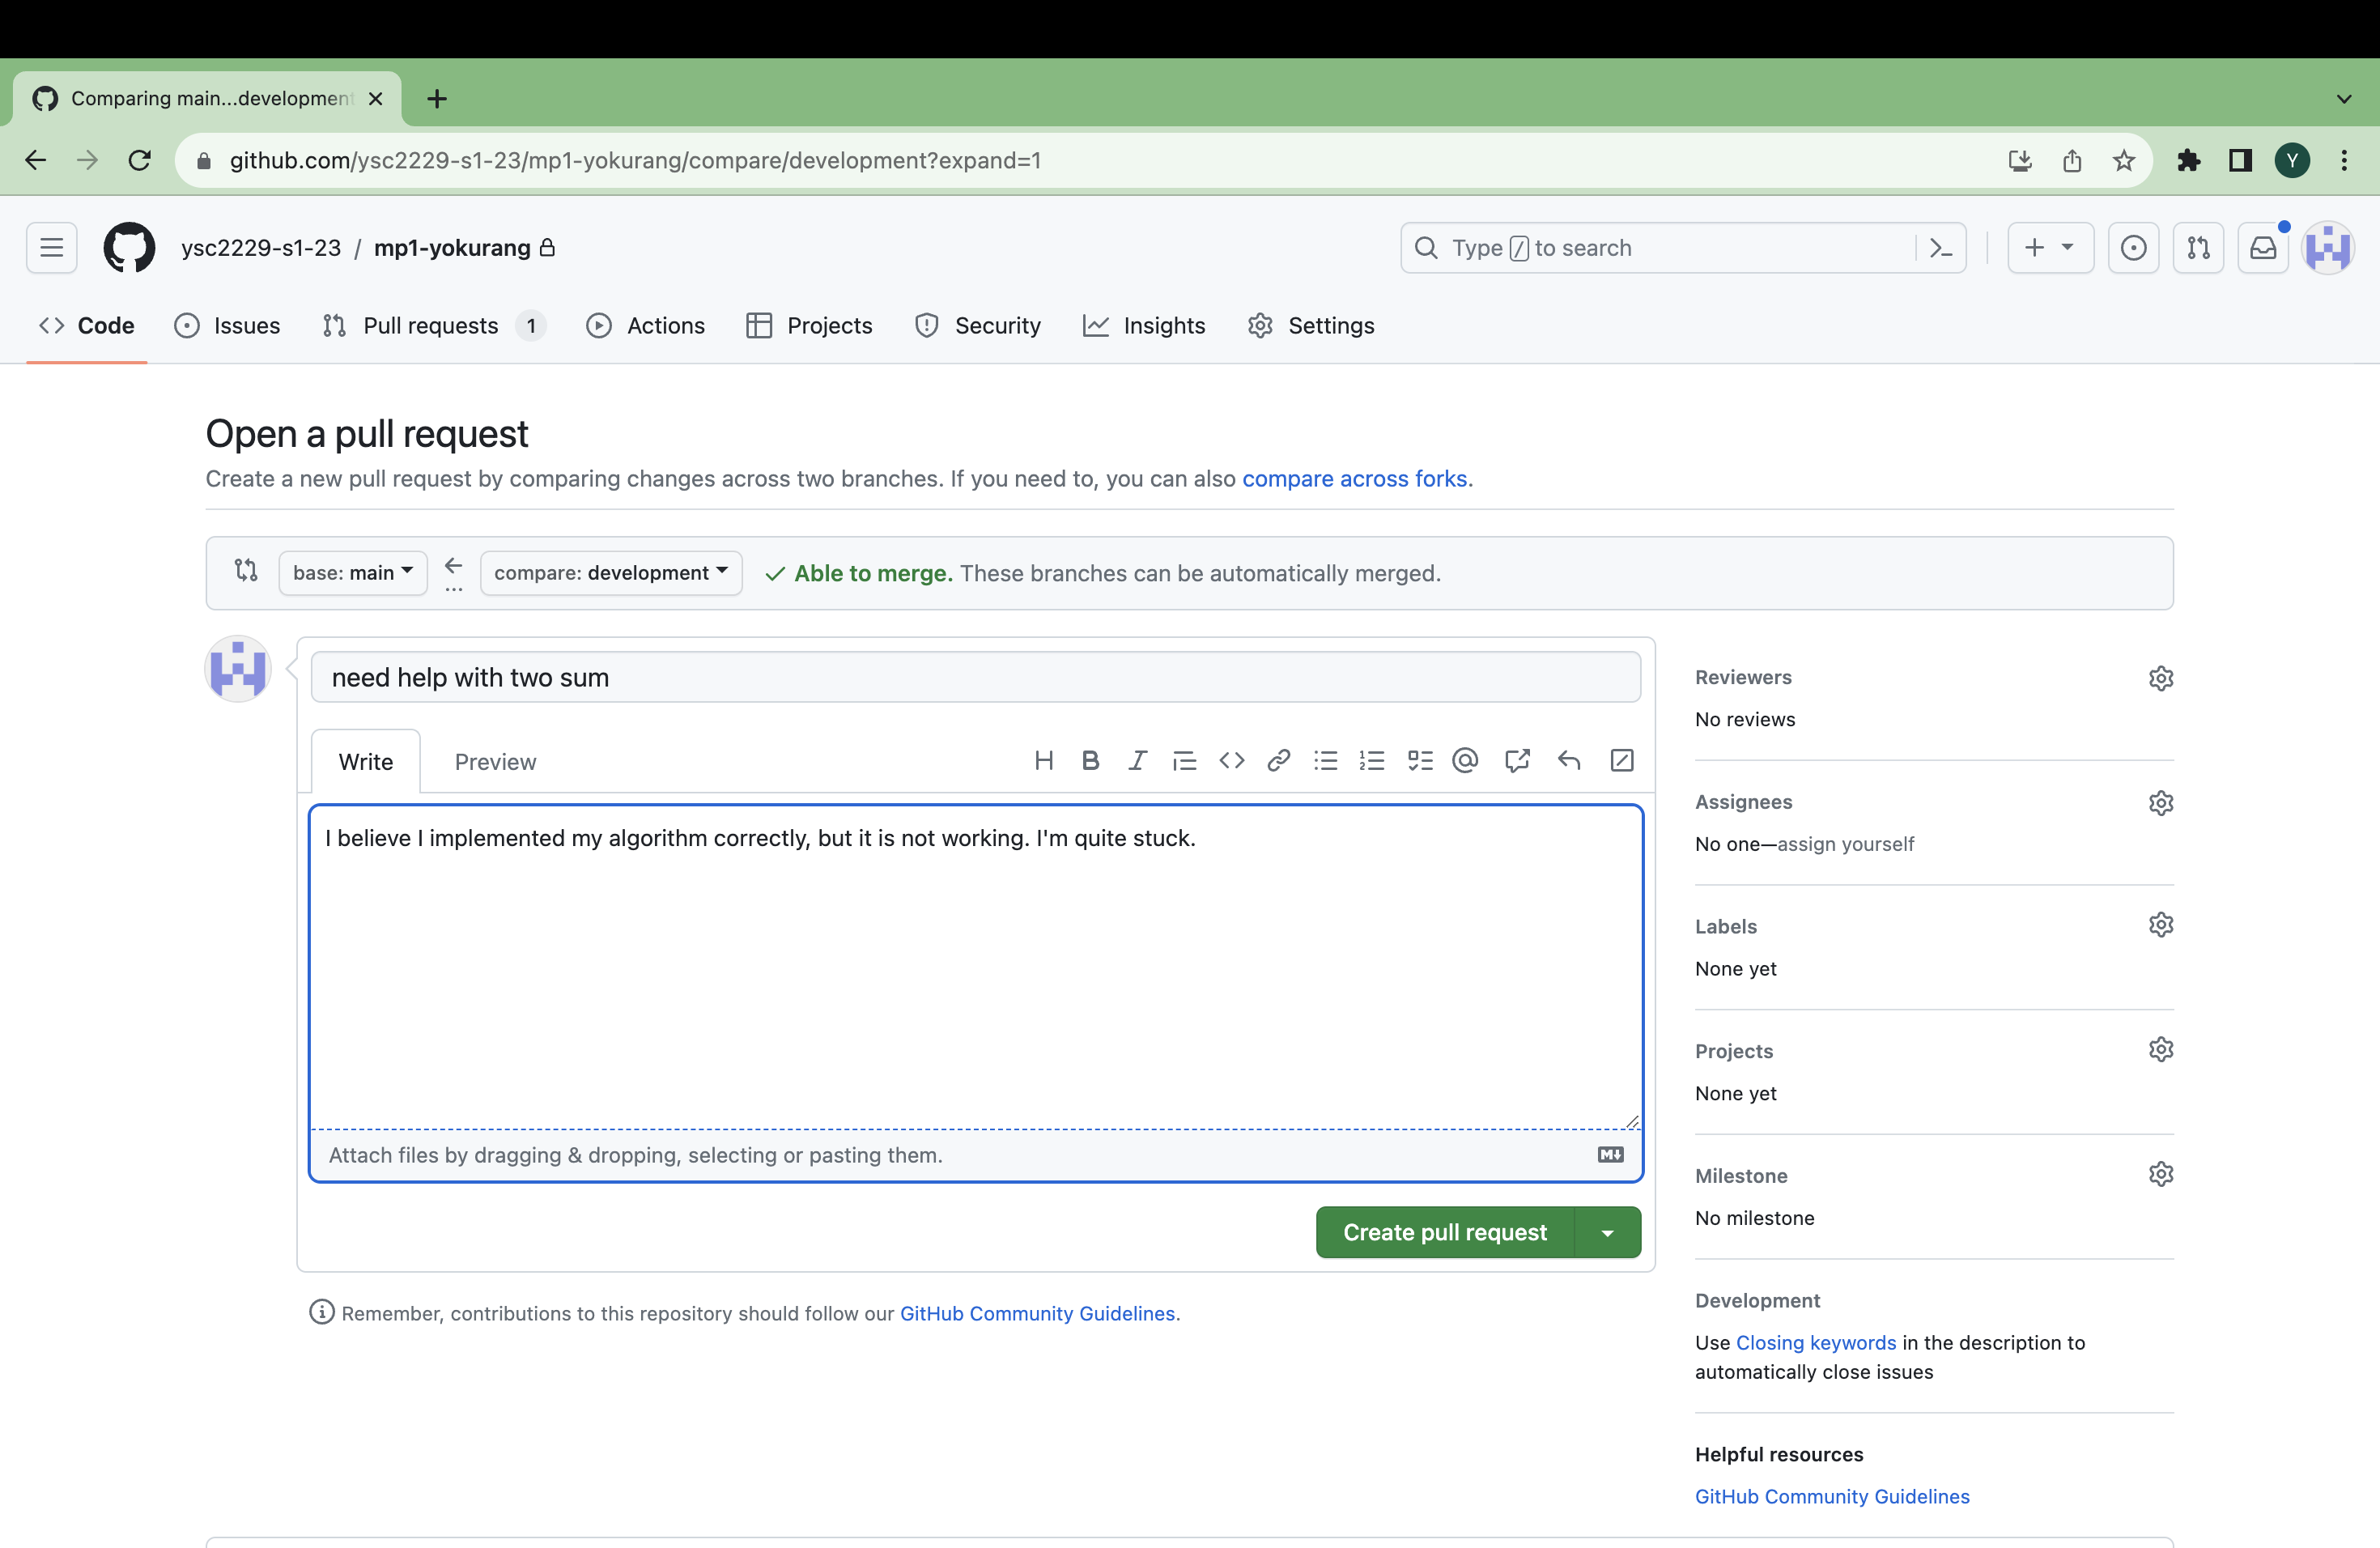 Comparing main...development
github.com/ysc2229-s1-23/mp1-yokurang/compare/development?expand=1
Y
ysc2229-s1-23 / mp1-yokurang
Type / to search
Code
Issues
Pull requests 1
Actions
Projects
Security
Insights
Settings
Open a pull request
Create a new pull request by comparing changes across two branches. If you need to, you can also compare across forks.
base: main
compare: development
Able to merge. These branches can be automatically merged.
need help with two sum
Write
Preview
I believe I implemented my algorithm correctly, but it is not working. I'm quite stuck.
Attach files by dragging & dropping, selecting or pasting them.
Create pull request
Remember, contributions to this repository should follow our GitHub Community Guidelines.
Reviewers
No reviews
Assignees
No one—assign yourself
Labels
None yet
Projects
None yet
Milestone
No milestone
Development
Use Closing keywords in the description to
automatically close issues
Helpful resources
GitHub Community Guidelines